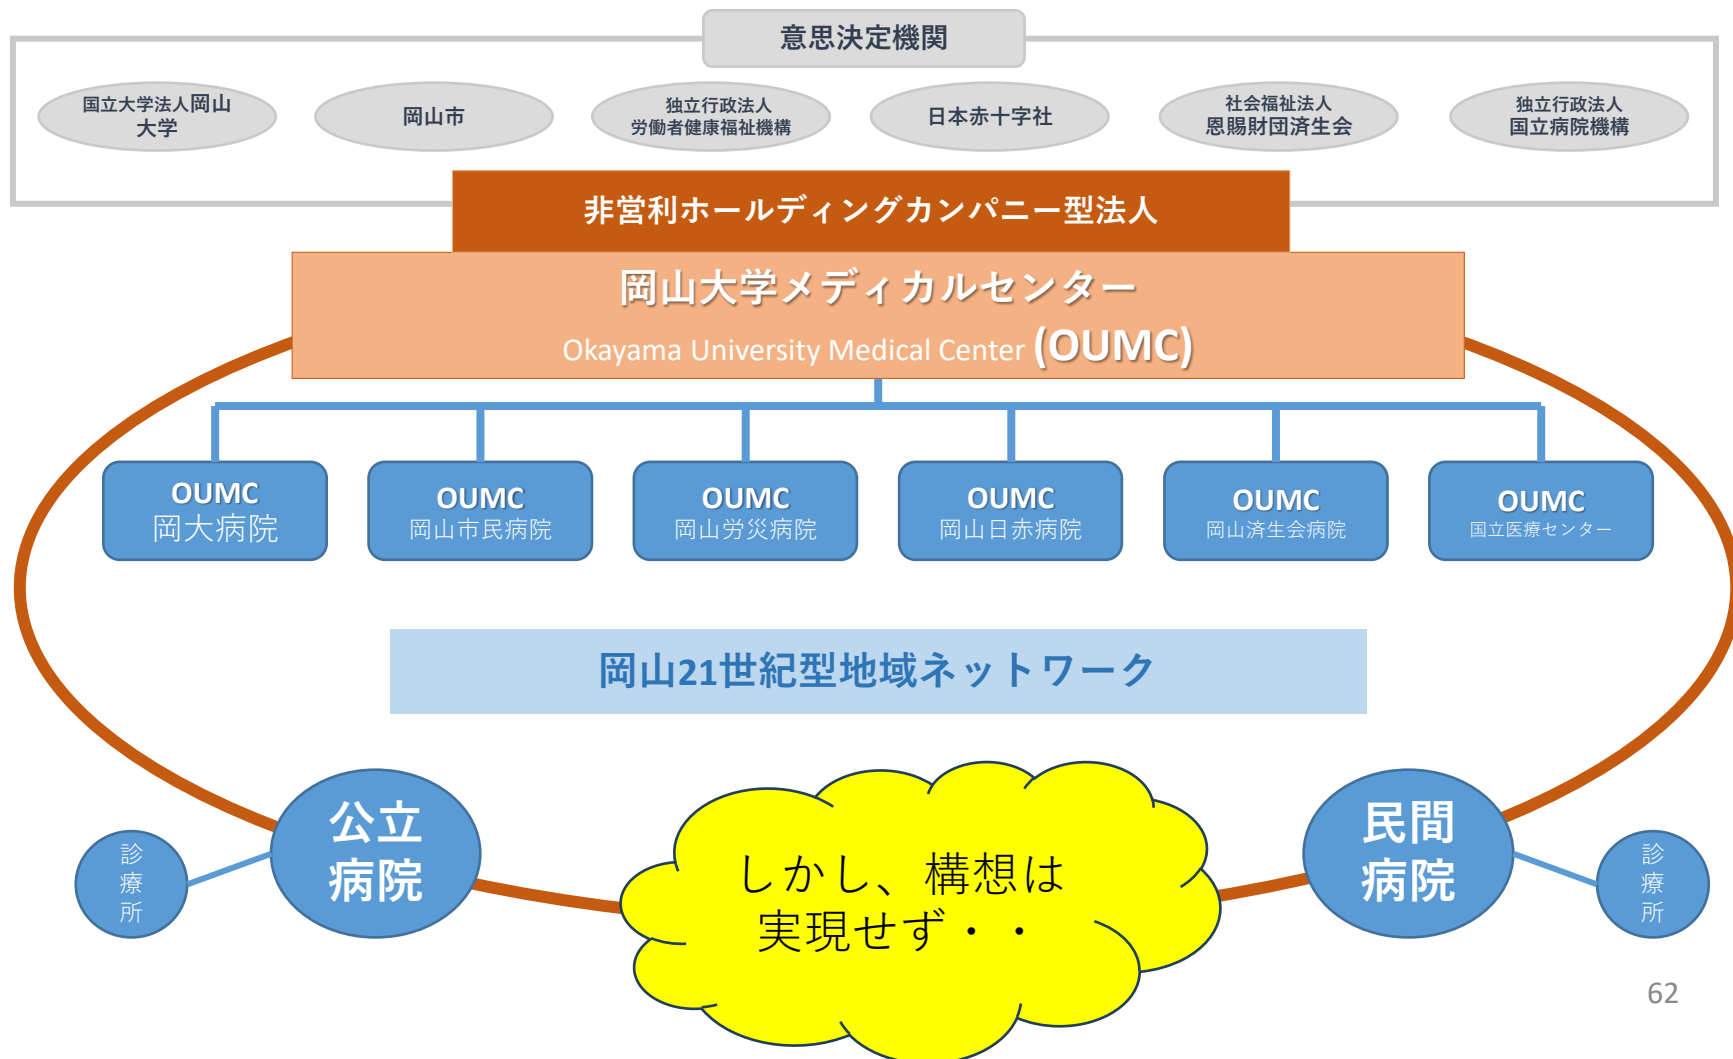 意思決定機関
国立大学法人岡山
大学
岡山市
独立行政法人
労働者健康福祉機構
日本赤十字社
社会福祉法人
恩賜財団済生会
独立行政法人
国立病院機構
非営利ホールディングカンパニー型法人
岡山大学メディカルセンター
Okayama University Medical Center (OUMC)
OUMC
岡大病院
OUMC
岡山市民病院
OUMC
岡山労災病院
OUMC
岡山日赤病院
OUMC
岡山済生会病院
OUMC
国立医療センター
岡山21世紀型地域ネットワーク
公立
病院
診
療
所
しかし、構想は
実現せず・・
民間
病院
診
療
所
62